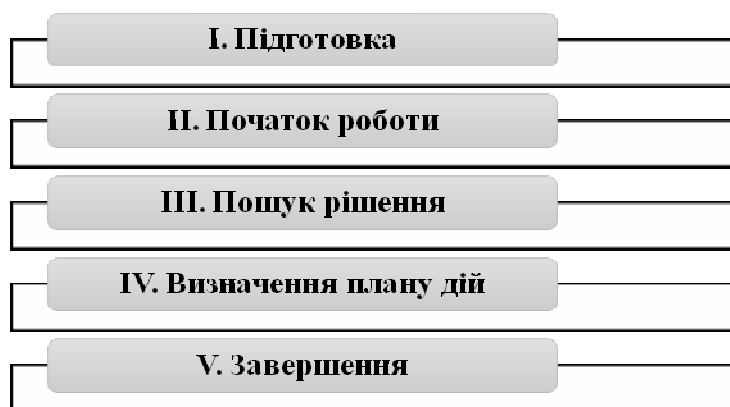 I. Підготовка
II. Початок роботи
III. Пошук рішення
IV. Визначення плану дій
V. Завершення